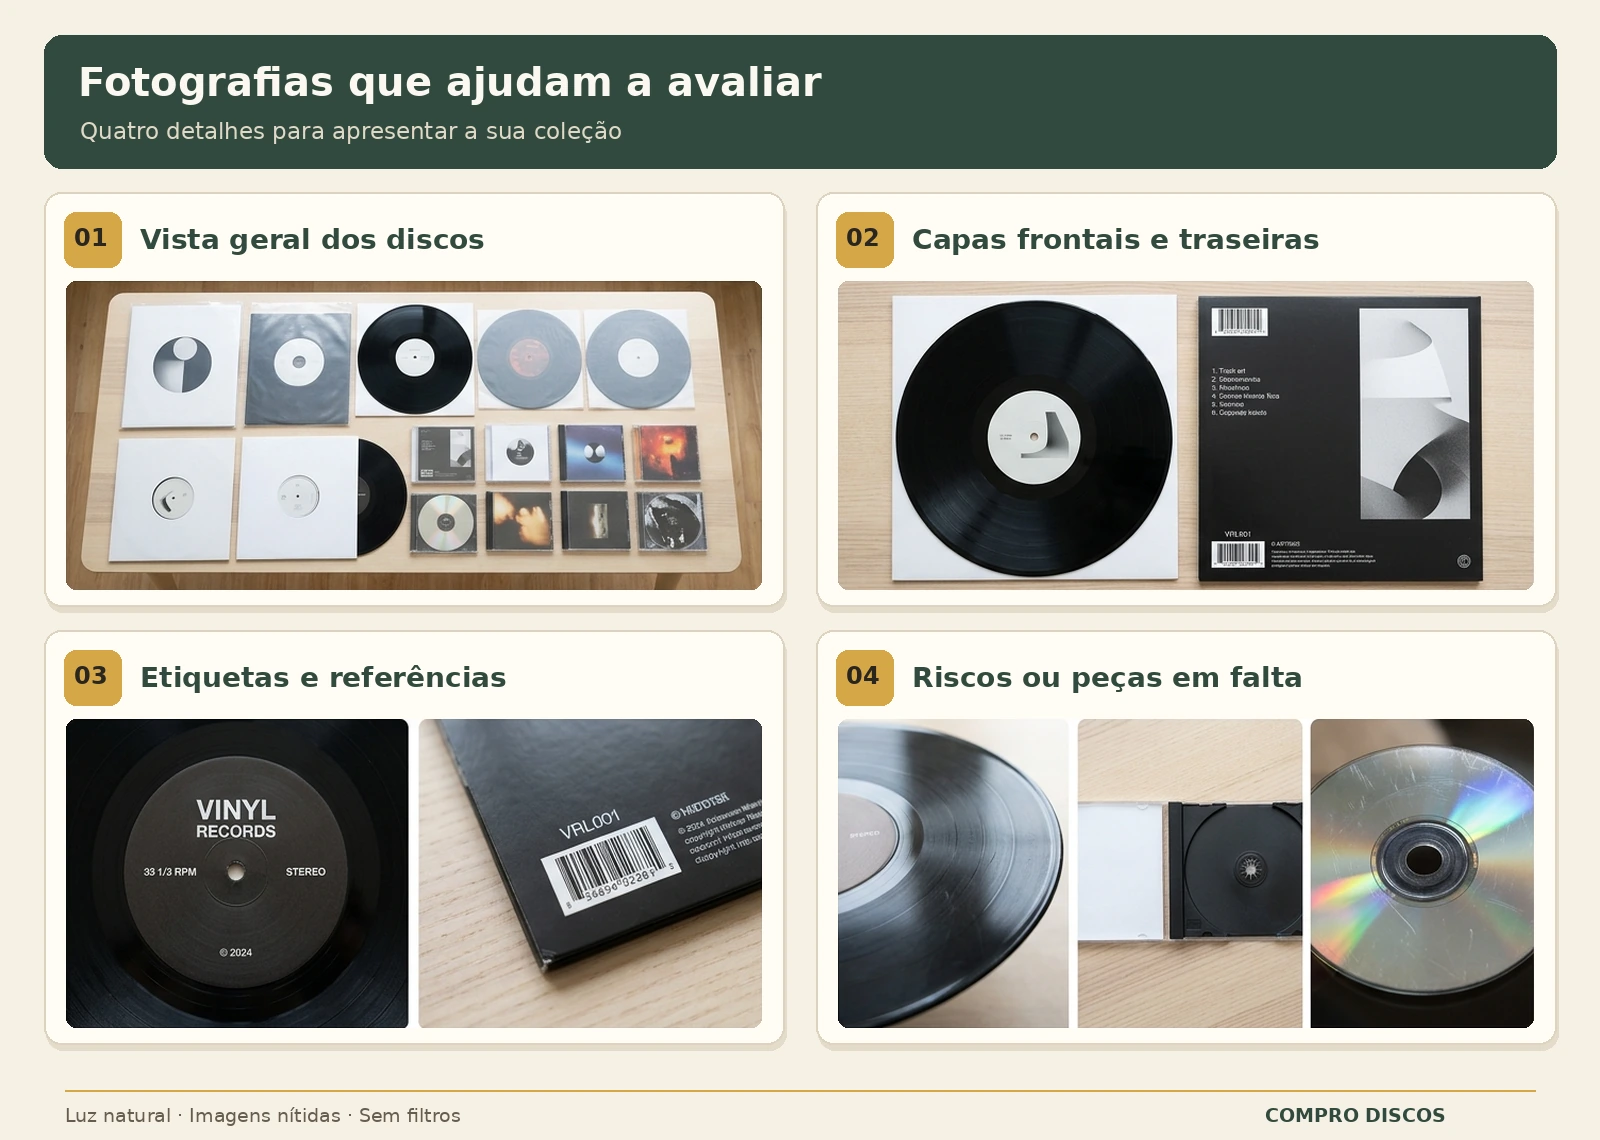 Fotografias que ajudam a avaliar
Quatro detalhes para apresentar a sua coleção
01 Vista geral dos discos
02 Capas frontais e traseiras
VRLR01
03 Etiquetas e referências
VINYL
RECORDS
33 1/3 RPM STEREO
© 2024
VRL001
04 Riscos ou peças em falta
STEREO
Luz natural · Imagens nítidas · Sem filtros
COMPRO DISCOS